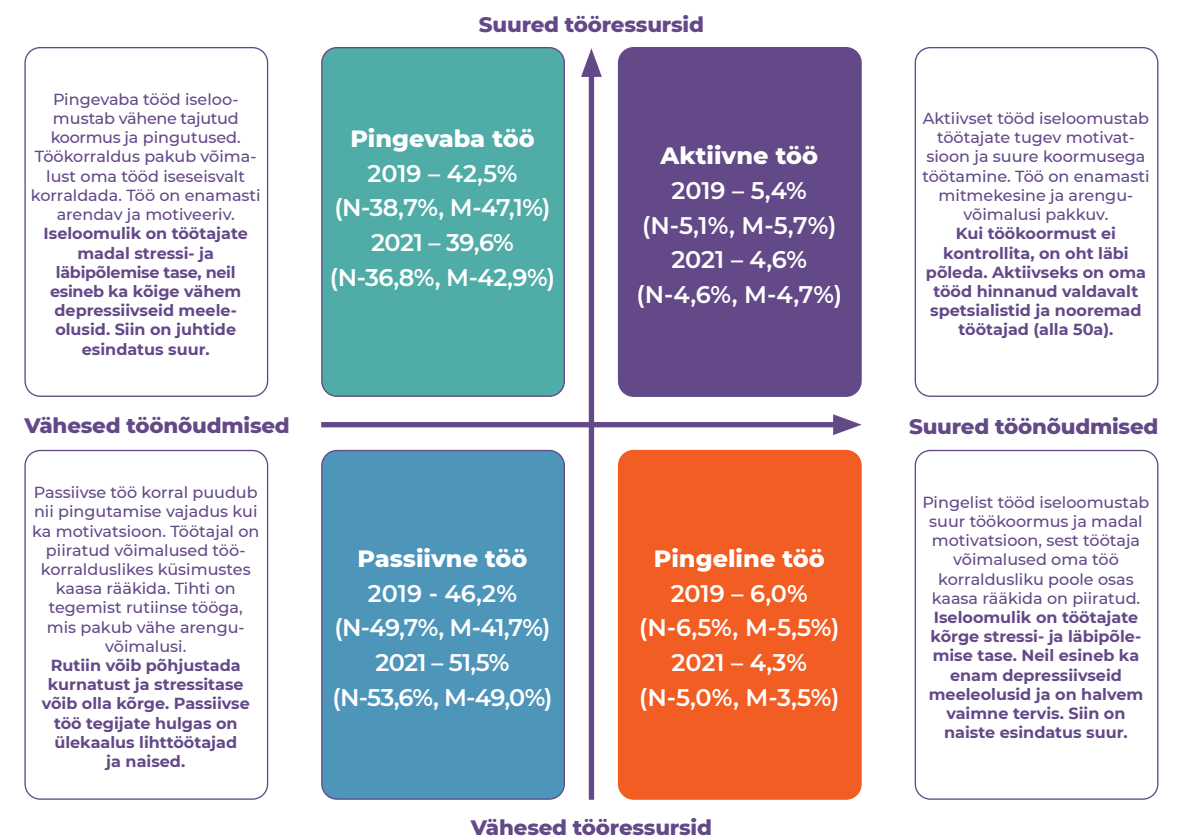 Suured tööressursid
Pingevaba tööd iseloo-
mustab vähene tajutud
koormus ja pingutused.
Töökorraldus pakub võima-
lust oma tööd iseseisvalt
korraldada. Töö on enamasti
arendav ja motiveeriv.
Iseloomulik on töötajate
madal stressi- ja
läbipõlemise tase, neil
esineb ka kõige vähem
depressiivseid meele-
olusid. Siin on juhtide
esindatus suur.
Pingevaba töö
2019 – 42,5%
(N-38,7%, M-47,1%)
2021 – 39,6%
(N-36,8%, M-42,9%)
Aktiivne töö
2019 – 5,4%
(N-5,1%, M-5,7%)
2021 – 4,6%
(N-4,6%, M-4,7%)
Aktiivset tööd iseloomustab
töötajate tugev motivat-
sioon ja suure koormusega
töötamine. Töö on enamasti
mitmekesine ja arengu-
võimalusi pakkuv.
Kui töökoormust ei
kontrollita, on oht läbi
põleda. Aktiivseks on oma
tööd hinnanud valdavalt
spetsialistid ja nooremad
töötajad (alla 50a).
Vähesed töönõudmised
Suured töönõudmised
Passiivse töö korral puudub
nii pingutamise vajadus kui
ka motivatsioon. Töötajal on
piiratud võimalused töö-
korralduslikes küsimustes
kaasa rääkida. Tihti on
tegemist rutiinse tööga,
mis pakub vähe arengu-
võimalusi.
Rutiin võib põhjustada
kurnatust ja stressitase
võib olla kõrge. Passiivse
töö tegijate hulgas on
ülekaalus lihttöötajad
ja naised.
Passiivne töö
2019 - 46,2%
(N-49,7%, M-41,7%)
2021 – 51,5%
(N-53,6%, M-49,0%)
Pingeline töö
2019 – 6,0%
(N-6,5%, M-5,5%)
2021 – 4,3%
(N-5,0%, M-3,5%)
Pingelist tööd iseloomustab
suur töökoormus ja madal
motivatsioon, sest töötaja
võimalused oma töö
korraldusliku poole osas
kaasa rääkida on piiratud.
Iseloomulik on töötajate
kõrge stressi- ja läbipõle-
mise tase. Neil esineb ka
enam depressiivseid
meeleolusid ja on halvem
vaimne tervis. Siin on
naiste esindatus suur.
Vähesed tööressursid